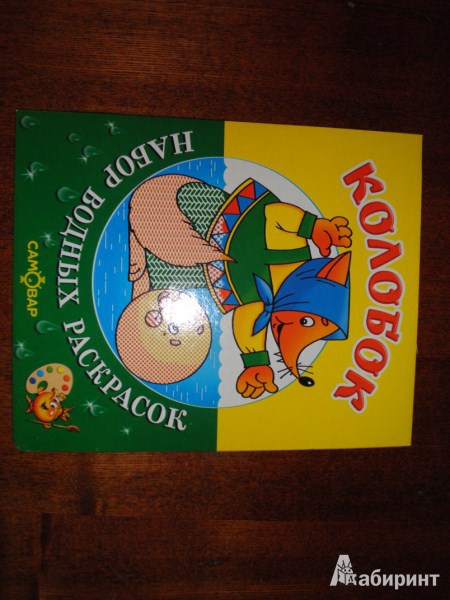 КОЛОБОК
НАБОР ВОДНЫХ РАСКРАСОК
САМОВАР
Лабиринт